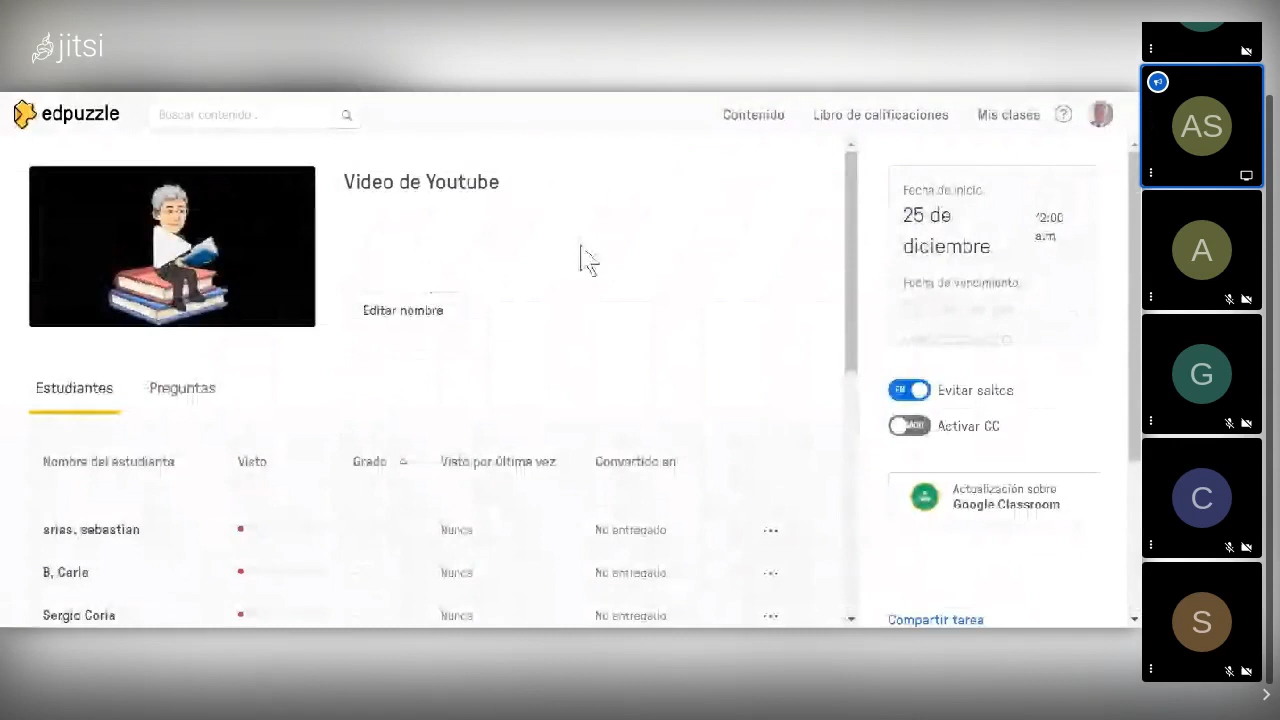 jitsi
edpuzzle
Buscar contenido .
Contenido
Libro de calificaciones
Mis clases
?
Video de Youtube
Editar nombre
Fecha de inicio
25 de
diciembre
12:00
a.m
Fecha de vencimiento
Evitar saltos
Activar CC
Estudiantes
Preguntas
Nombre del estudiante
Visto
Grado
Visto por última vez
Convertido en
arias, sebastian
Nunca
No entregado
...
B, Carla
Nunca
No entregado
...
Sergio Coria
Nunca
No entregado
...
Actualización sobre
Google Classroom
Compartir tarea
AS
A
G
C
S